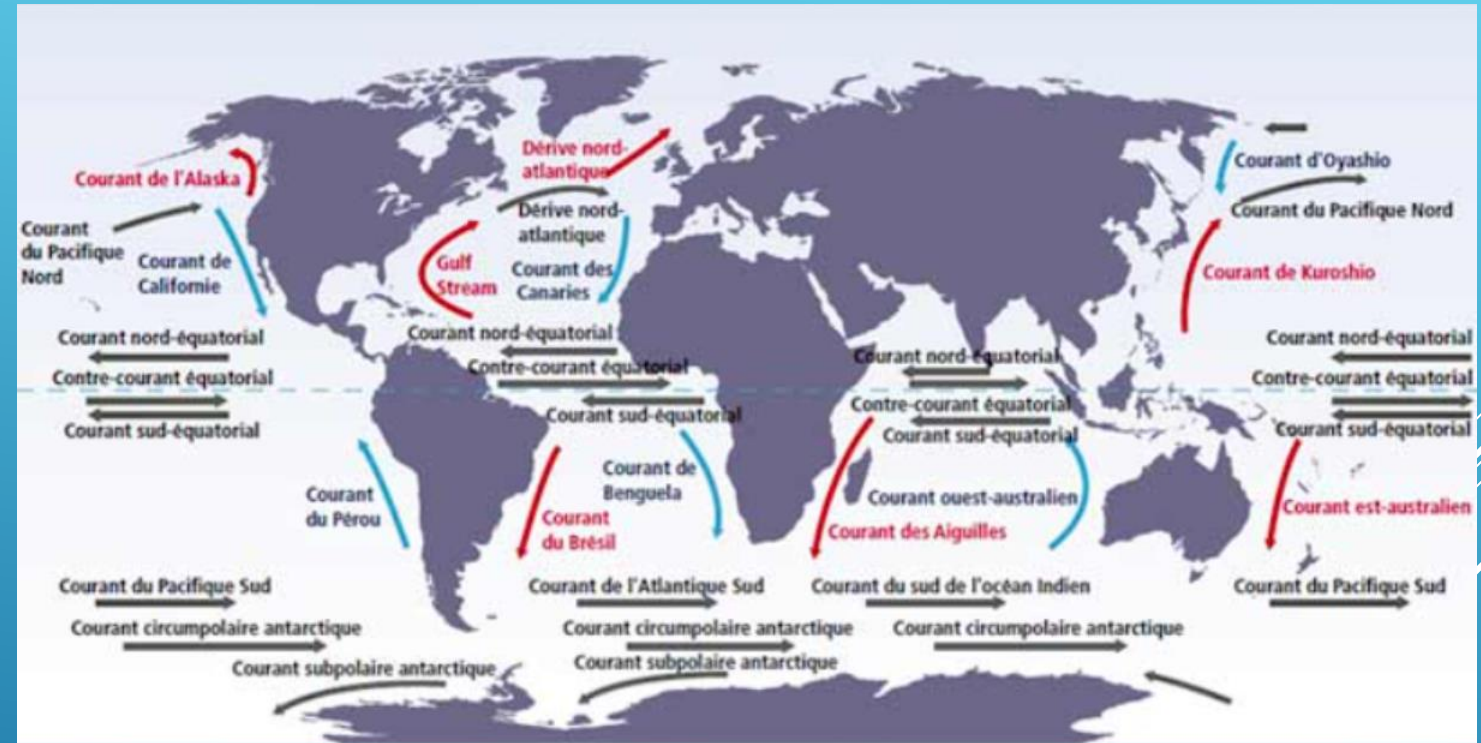 Dérive nord-
atlantique
Courant de l'Alaska
Courant d'Oyashio
Courant
du Pacifique
Nord
Courant de
Californie
Dérive nord-
atlantique
Courant des
Canaries
Gulf
Stream
Courant du Pacifique Nord
Courant de Kuroshio
Courant nord-équatorial
Contre-courant équatorial
Courant sud-équatorial
Courant nord-équatorial
Contre-courant équatorial
Courant sud-équatorial
Courant nord-équatorial
Contre-courant équatorial
Courant sud-équatorial
Courant nord-équatorial
Contre-courant équatorial
Courant sud-équatorial
Courant
du Pérou
Courant
du Brésil
Courant de
Benguela
Courant ouest-australien
Courant des Aiguilles
Courant est-australien
Courant du Pacifique Sud
Courant de l'Atlantique Sud
Courant du sud de l'océan Indien
Courant du Pacifique Sud
Courant circumpolaire antarctique
Courant circumpolaire antarctique
Courant circumpolaire antarctique
Courant subpolaire antarctique
Courant subpolaire antarctique